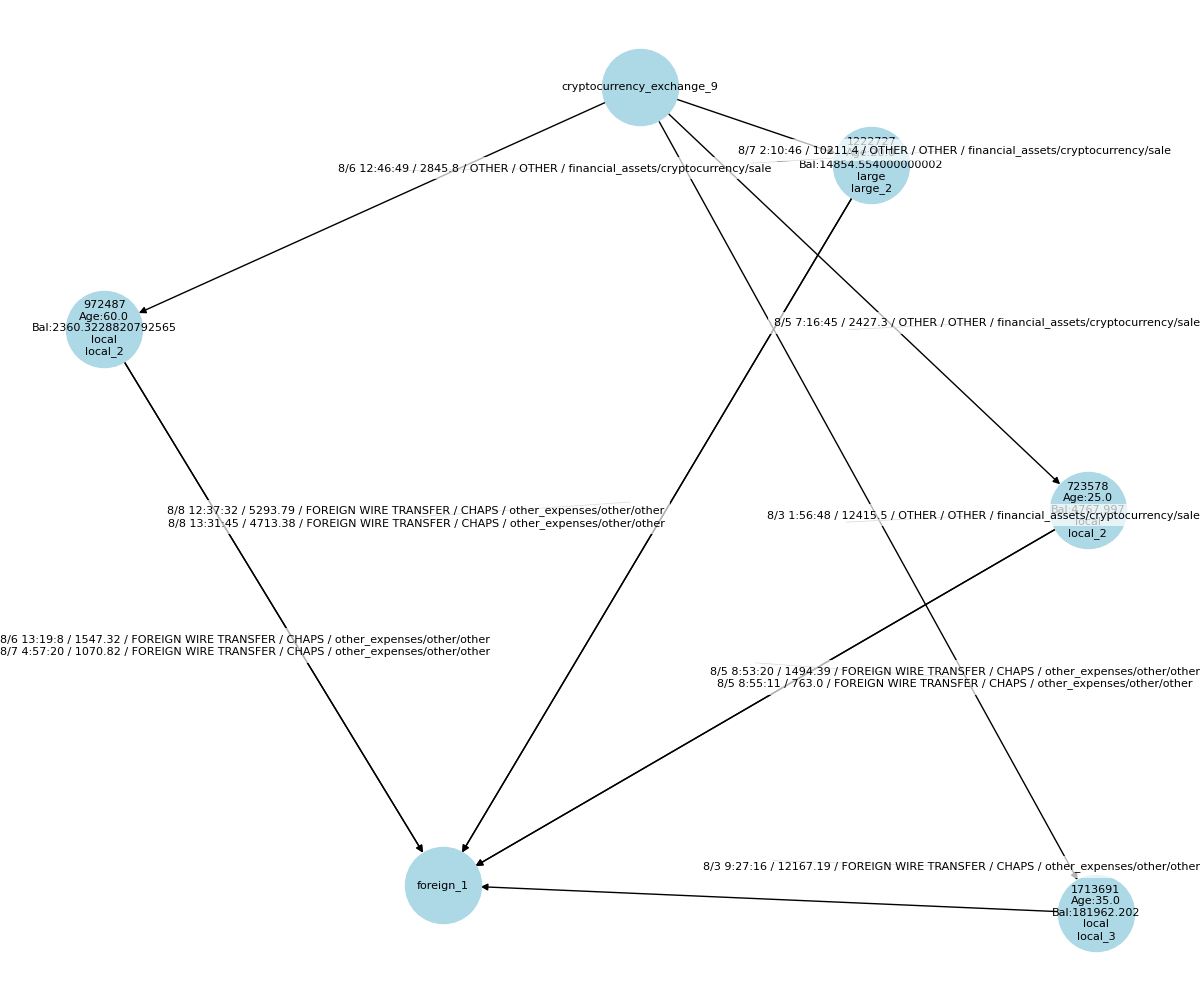 cryptocurrency_exchange_9
1222727
8/7 2:10:46 / 10211.4 / OTHER / OTHER / financial_assets/cryptocurrency/sale
Bal:14854.554000000002
large
large_2
8/6 12:46:49 / 2845.8 / OTHER / OTHER / financial_assets/cryptocurrency/sale
972487
Age:60.0
Bal:2360.3228820792565
local
local_2
8/5 7:16:45 / 2427.3 / OTHER / OTHER / financial_assets/cryptocurrency/sale
723578
Age:25.0
Bal:4767.997
8/3 1:56:48 / 12415.5 / OTHER / OTHER / financial_assets/cryptocurrency/sale
local
local_2
8/8 12:37:32 / 5293.79 / FOREIGN WIRE TRANSFER / CHAPS / other_expenses/other/other
8/8 13:31:45 / 4713.38 / FOREIGN WIRE TRANSFER / CHAPS / other_expenses/other/other
8/6 13:19:8 / 1547.32 / FOREIGN WIRE TRANSFER / CHAPS / other_expenses/other/other
8/7 4:57:20 / 1070.82 / FOREIGN WIRE TRANSFER / CHAPS / other_expenses/other/other
8/5 8:53:20 / 1494.39 / FOREIGN WIRE TRANSFER / CHAPS / other_expenses/other/other
8/5 8:55:11 / 763.0 / FOREIGN WIRE TRANSFER / CHAPS / other_expenses/other/other
8/3 9:27:16 / 12167.19 / FOREIGN WIRE TRANSFER / CHAPS / other_expenses/other/other
foreign_1
1713691
Age:35.0
Bal:181962.202
local
local_3